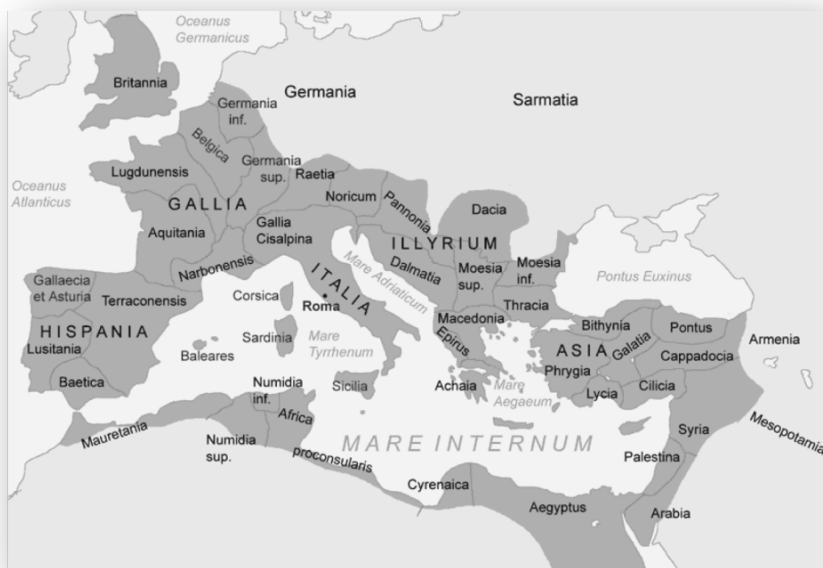 Oceanus
Germanicus
Britannia
Germania
Sarmatia
Germania
inf.
Belgica
Lugdunensis
Germania
sup.
Raetia
Oceanus
Atlanticus
GALLIA
Noricum
Pannonia
Dacia
Aquitania
Gallia
Cisalpina
ILLYRIUM
Narbonensis
ITALIA
Mare Adriaticum
Dalmatia
Moesia
sup.
Moesia
inf.
Pontus Euxinus
Gallaecia
et Asturia
Terraconensis
Corsica
Roma
Thracia
HISPANIA
Lusitania
Baleares
Sardinia
Mare
Tyrrhenum
Macedonia
Epirus
Bithynia
Pontus
Armenia
ASIA
Galatia
Phrygia
Cappadocia
Baetica
Numidia
inf.
Sicilia
Achaia
Mare
Aegaeum
Lycia
Cilicia
Africa
Mauretania
Numidia
sup.
proconsularis
MARE INTERNUM
Syria
Mesopotamia
Palestina
Cyrenaica
Aegyptus
Arabia